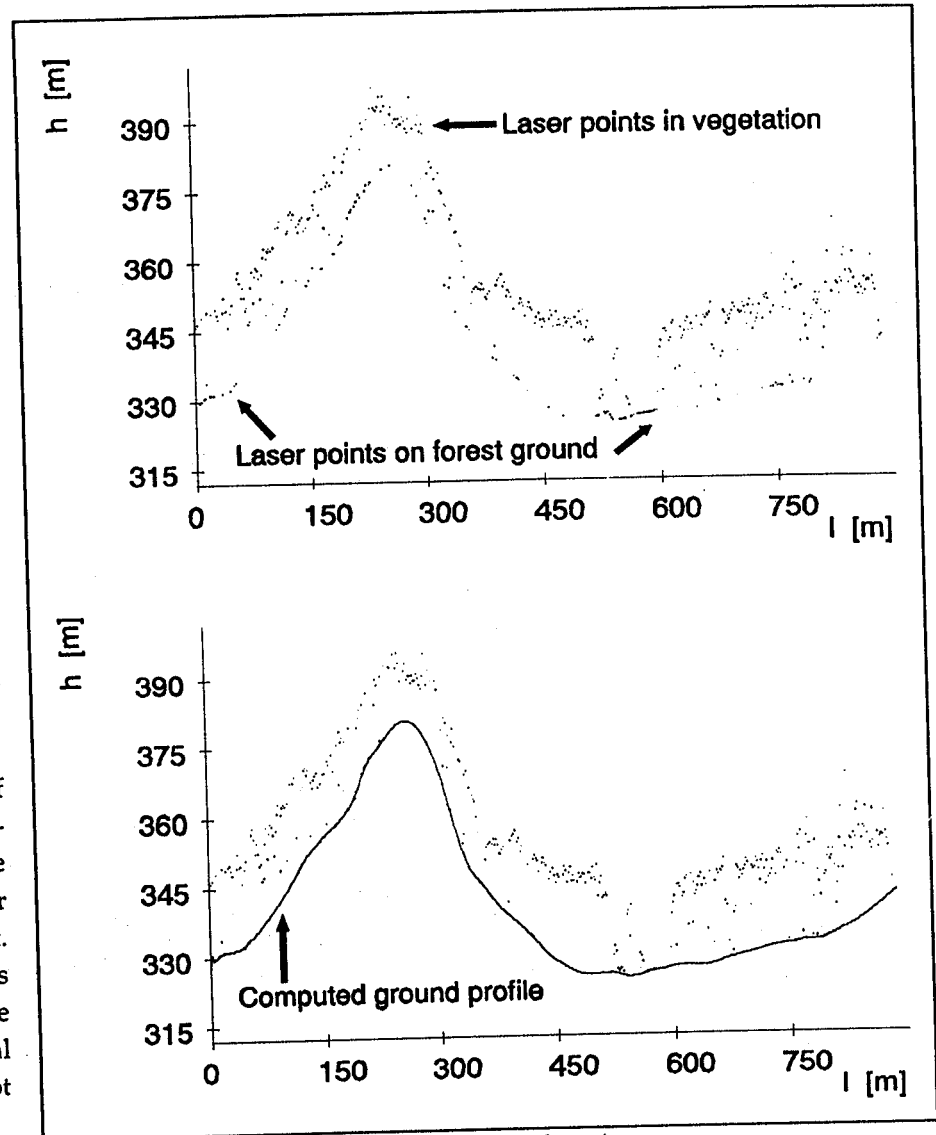 h [m]
390
Laser points in vegetation
375
360
345
330
Laser points on forest ground
315
0 150 300 450 600 750
l [m]
h [m]
390
375
360
345
330
Computed ground profile
315
0 150 300 450 600 750
l [m]